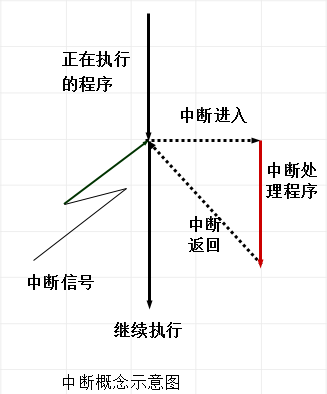 正在执行
的程序
中断进入
中断处
理程序
中断
返回
中断信号
继续执行
中断概念示意图